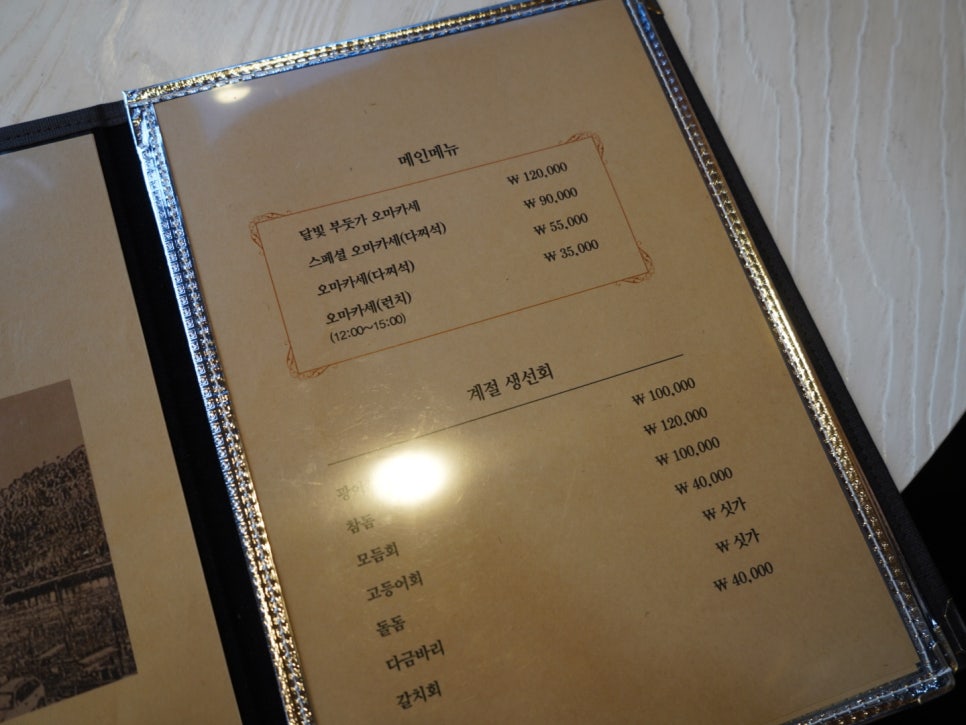 메인메뉴
달빛 부둣가 오마카세 ₩ 120,000
스페셜 오마카세(다찌석) ₩ 90,000
오마카세(다찌석) ₩ 55,000
오마카세(런치) ₩ 35,000
(12:00~15:00)
계절 생선회
₩ 100,000
참돔 ₩ 120,000
모듬회 ₩ 100,000
고등어회 ₩ 40,000
돌돔 ₩ 싯가
다금바리 ₩ 싯가
갈치회 ₩ 40,000